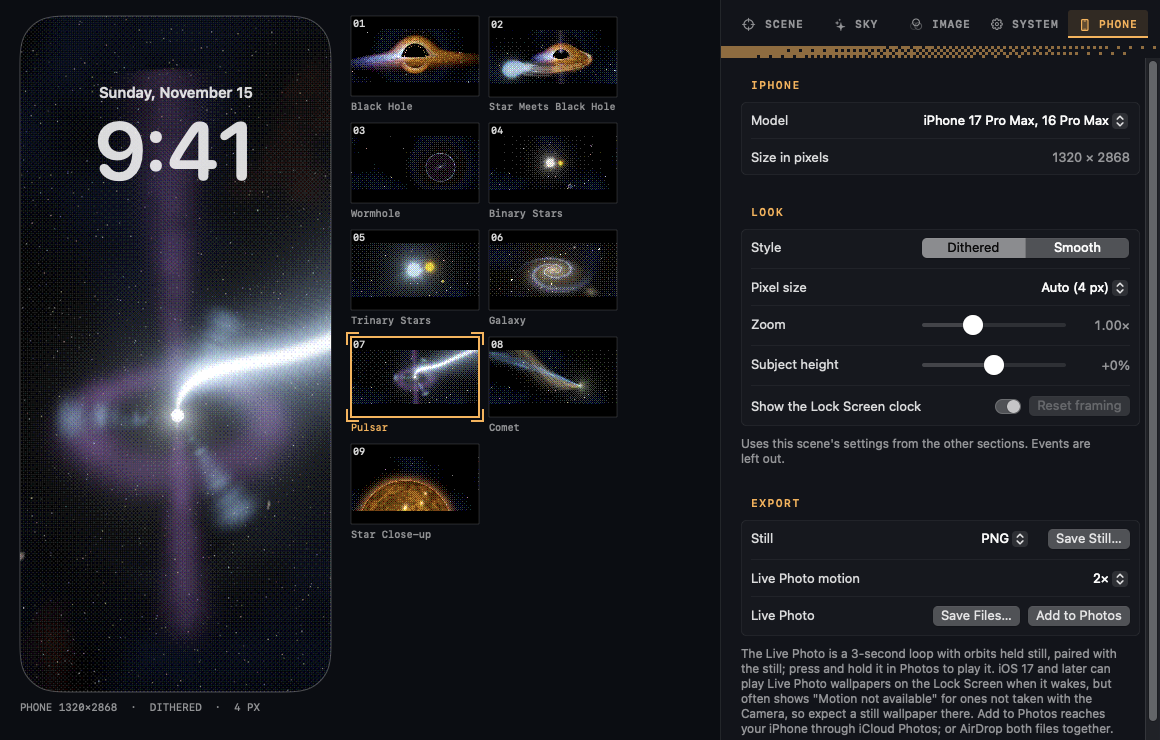 SCENE
SKY
IMAGE
SYSTEM
PHONE
Sunday, November 15
9:41
PHONE 1320×2868 · DITHERED · 4 PX
01
Black Hole
02
Star Meets Black Hole
03
Wormhole
04
Binary Stars
05
Trinary Stars
06
Galaxy
07
Pulsar
08
Comet
09
Star Close-up
IPHONE
Model
iPhone 17 Pro Max, 16 Pro Max
Size in pixels
1320 × 2868
LOOK
Style
Dithered
Smooth
Pixel size
Auto (4 px)
Zoom
1.00×
Subject height
+0%
Show the Lock Screen clock
Reset framing
Uses this scene's settings from the other sections. Events are
left out.
EXPORT
Still
PNG
Save Still...
Live Photo motion
2×
Live Photo
Save Files...
Add to Photos
The Live Photo is a 3-second loop with orbits held still, paired with
the still; press and hold it in Photos to play it. iOS 17 and later can
play Live Photo wallpapers on the Lock Screen when it wakes, but
often shows "Motion not available" for ones not taken with the
Camera, so expect a still wallpaper there. Add to Photos reaches
your iPhone through iCloud Photos; or AirDrop both files together.